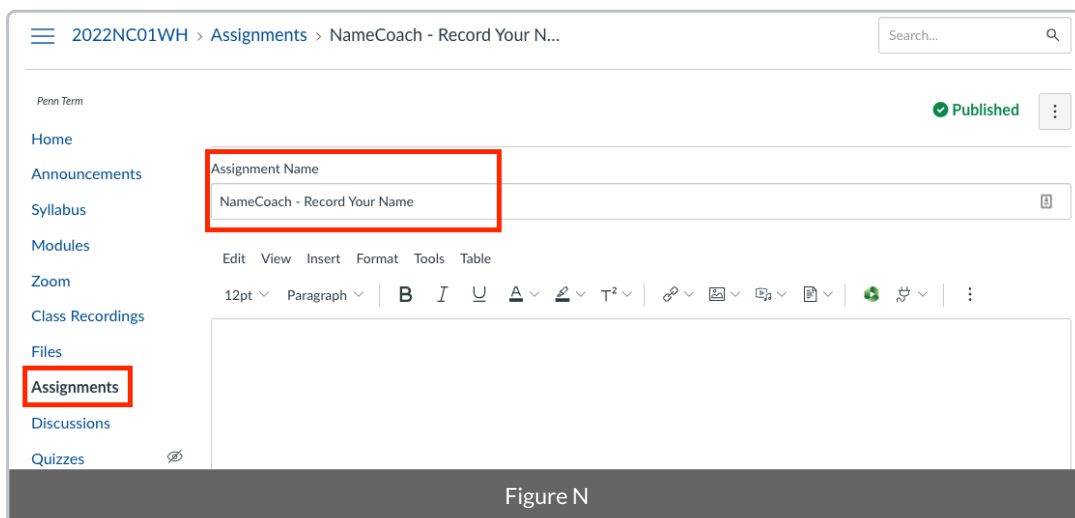 2022NC01WH > Assignments > NameCoach - Record Your N...
Search...
Penn Term
Published
Home
Announcements
Syllabus
Modules
Zoom
Class Recordings
Files
Assignments
Discussions
Quizzes
Assignment Name
NameCoach - Record Your Name
Edit View Insert Format Tools Table
12pt Paragraph B I U A T²
Figure N